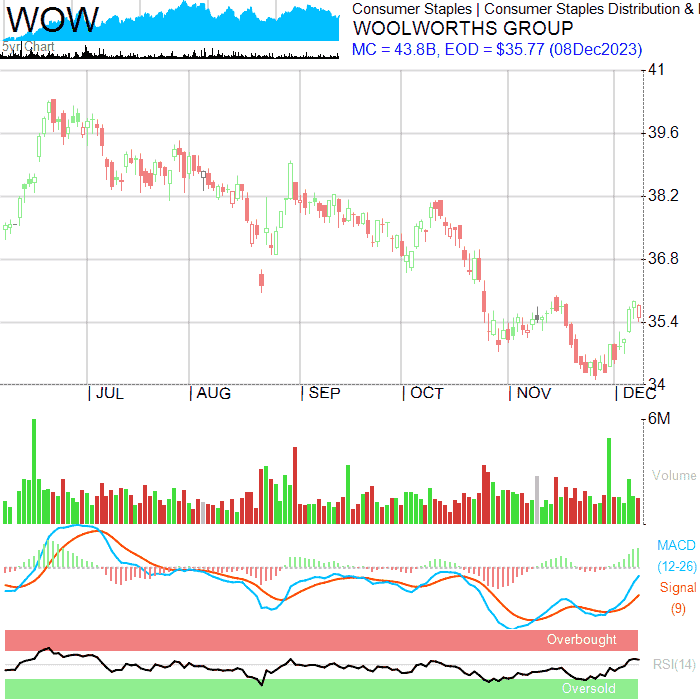 WOW
5yr Chart
Consumer Staples | Consumer Staples Distribution &
WOOLWORTHS GROUP
MC = 43.8B, EOD = $35.77 (08Dec2023)
41
39.6
38.2
36.8
35.4
34
| JUL
| AUG
| SEP
| OCT
| NOV
| DEC
6M
Volume
MACD
(12-26)
Signal
(9)
Overbought
RSI(14)
Oversold